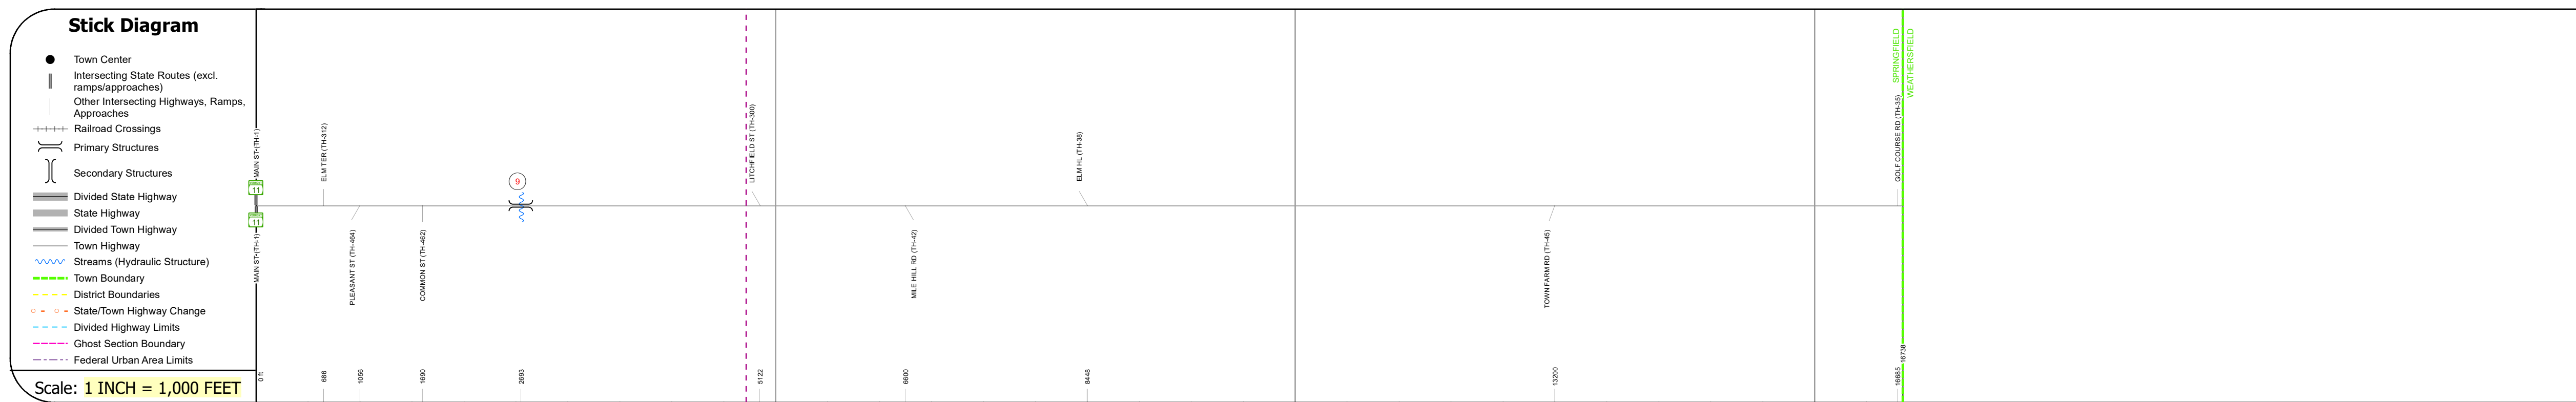 Stick Diagram
Town Center
Intersecting State Routes (excl.
ramps/approaches)
Other Intersecting Highways, Ramps,
Approaches
Railroad Crossings
Primary Structures
Secondary Structures
Divided State Highway
State Highway
Divided Town Highway
Town Highway
Streams (Hydraulic Structure)
Town Boundary
District Boundaries
State/Town Highway Change
Divided Highway Limits
Ghost Section Boundary
Federal Urban Area Limits
Scale: 1 INCH = 1,000 FEET
MAIN ST-(TH-1)
11
11
MAIN ST-(TH-1)
ELM TER (TH-312)
PLEASANT ST (TH-464)
COMMON ST (TH-462)
9
LITCHFIELD ST (TH-300)
MILE HILL RD (TH-42)
ELM HL (TH-38)
TOWN FARM RD (TH-45)
GOLF COURSE RD (TH-35)
SPRINGFIELD
WEATHERSFIELD
0 ft
686
1056
1690
2693
5122
6600
8448
13200
16685
16738